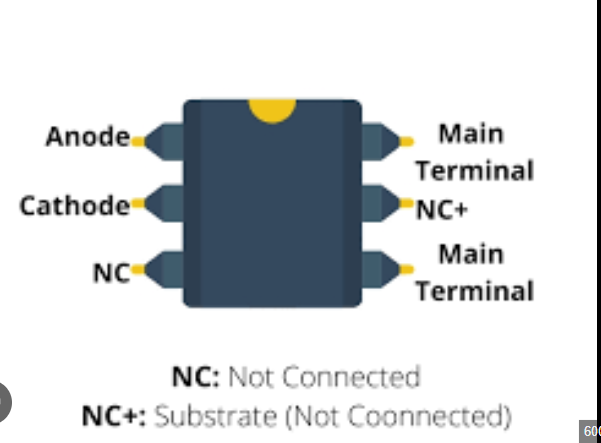 Anode
Main
Terminal
Cathode
NC+
NC
Main
Terminal
NC: Not Connected
NC+: Substrate (Not Coonnected)
600